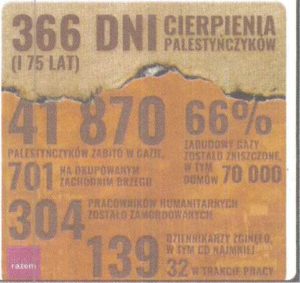 366 DNI CIERPIENIA
(I 75 LAT) PALESTYŃCZYKÓW
41 870
PALESTYŃCZYKÓW ZABITO W GAZIE,
701 NA OKUPOWANYM
ZACHODNIM BRZEGU
66%
ZABUDOWY GAZY
ZOSTAŁO ZNISZCZONE,
W TYM
DOMÓW 70 000
304 PRACOWNIKÓW HUMANITARNYCH
ZOSTAŁO ZAMORDOWANYCH
139 DZIENNIKARZY ZGINĘŁO,
W TYM CO NAJMNIEJ
32 W TRAKCIE PRACY
razem